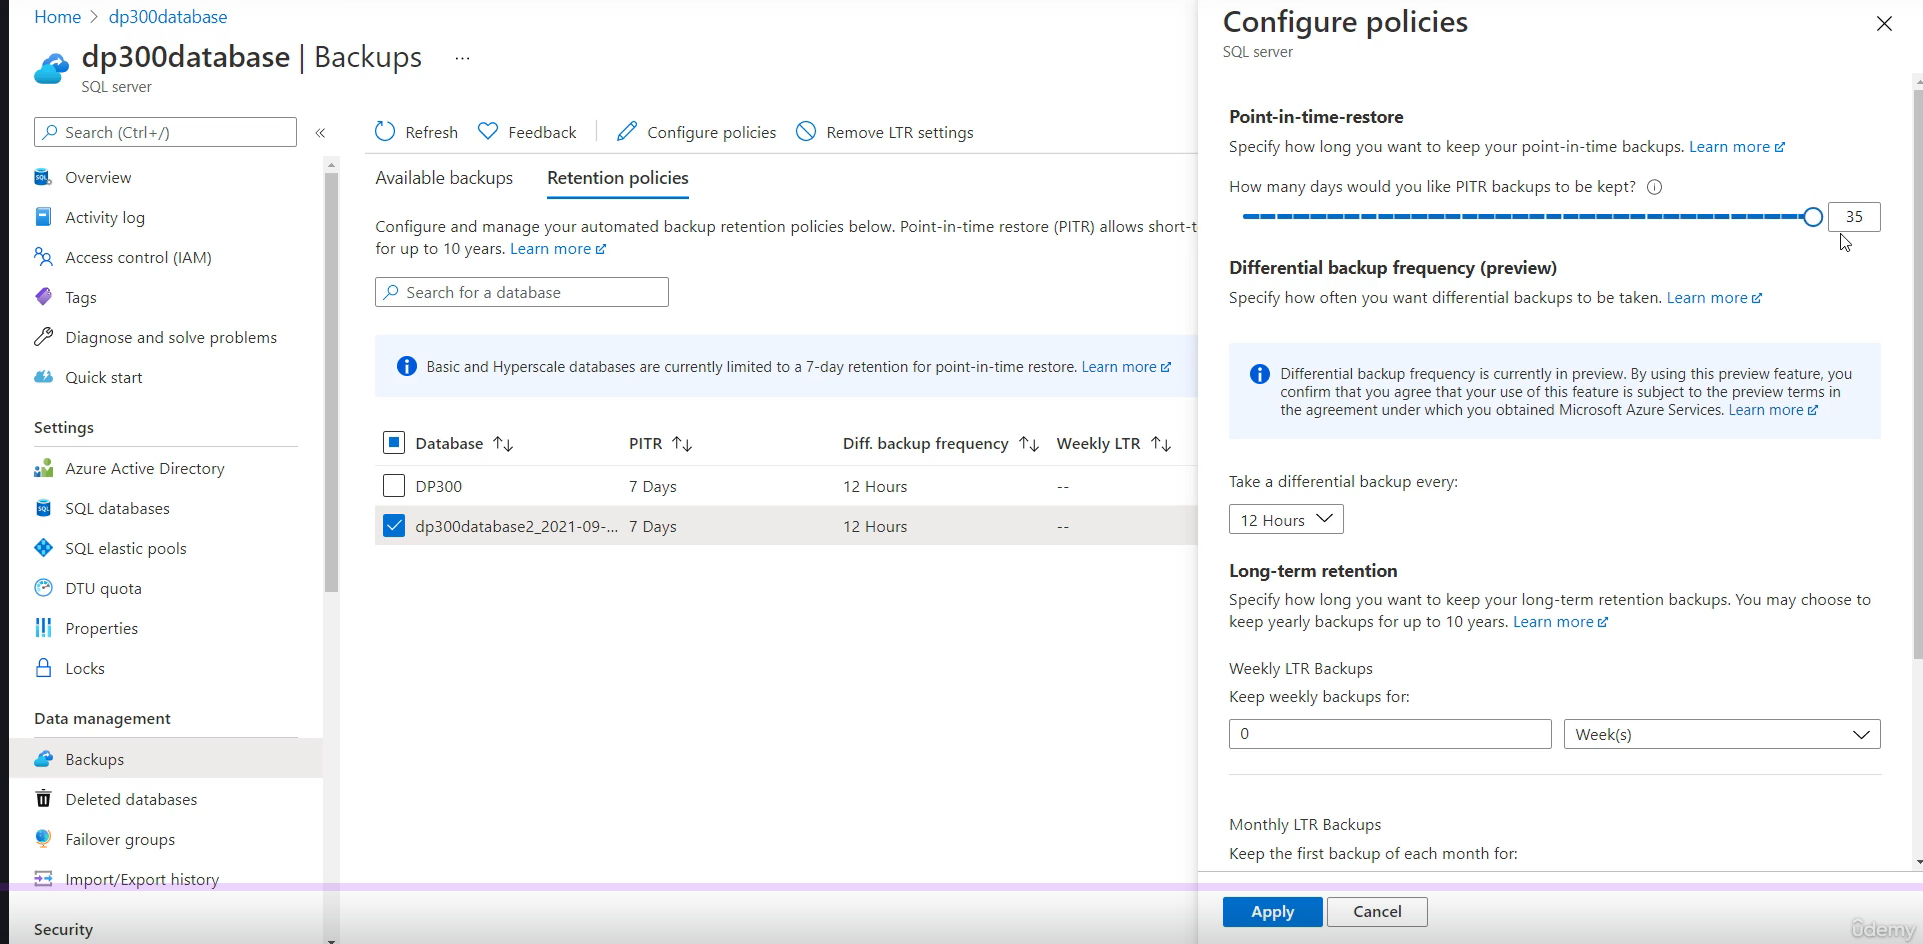 Home > dp300database
dp300database | Backups ...
SQL server
Search (Ctrl+/)
«
Overview
Activity log
Access control (IAM)
Tags
Diagnose and solve problems
Quick start
Settings
Azure Active Directory
SQL databases
SQL elastic pools
DTU quota
Properties
Locks
Data management
Backups
Deleted databases
Failover groups
Import/Export history
Security
Refresh Feedback Configure policies Remove LTR settings
Available backups Retention policies
Configure and manage your automated backup retention policies below. Point-in-time restore (PITR) allows short-t
for up to 10 years. Learn more
Search for a database
Basic and Hyperscale databases are currently limited to a 7-day retention for point-in-time restore. Learn more
Database PITR Diff. backup frequency Weekly LTR
DP300 7 Days 12 Hours --
dp300database2_2021-09-... 7 Days 12 Hours --
Configure policies
SQL server
Point-in-time-restore
Specify how long you want to keep your point-in-time backups. Learn more
How many days would you like PITR backups to be kept?
35
Differential backup frequency (preview)
Specify how often you want differential backups to be taken. Learn more
Differential backup frequency is currently in preview. By using this preview feature, you
confirm that you agree that your use of this feature is subject to the preview terms in
the agreement under which you obtained Microsoft Azure Services. Learn more
Take a differential backup every:
12 Hours
Long-term retention
Specify how long you want to keep your long-term retention backups. You may choose to
keep yearly backups for up to 10 years. Learn more
Weekly LTR Backups
Keep weekly backups for:
0 Week(s)
Monthly LTR Backups
Keep the first backup of each month for:
Apply Cancel
ûdemy